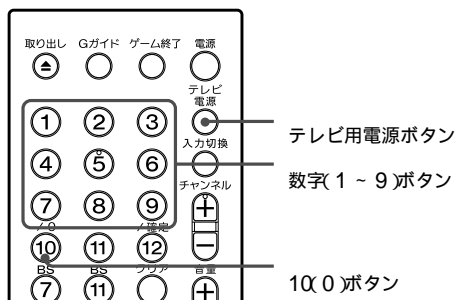 取り出し Gガイド ゲーム終了 電源
テレビ
電源
1 2 3
テレビ用電源ボタン
入力切換
4 5 6
数字(1~9)ボタン
チャンネル
7 8 9
+
/0 /確定
10 11 12
−
BS BS クリア 音量
10(0)ボタン
7 11 +